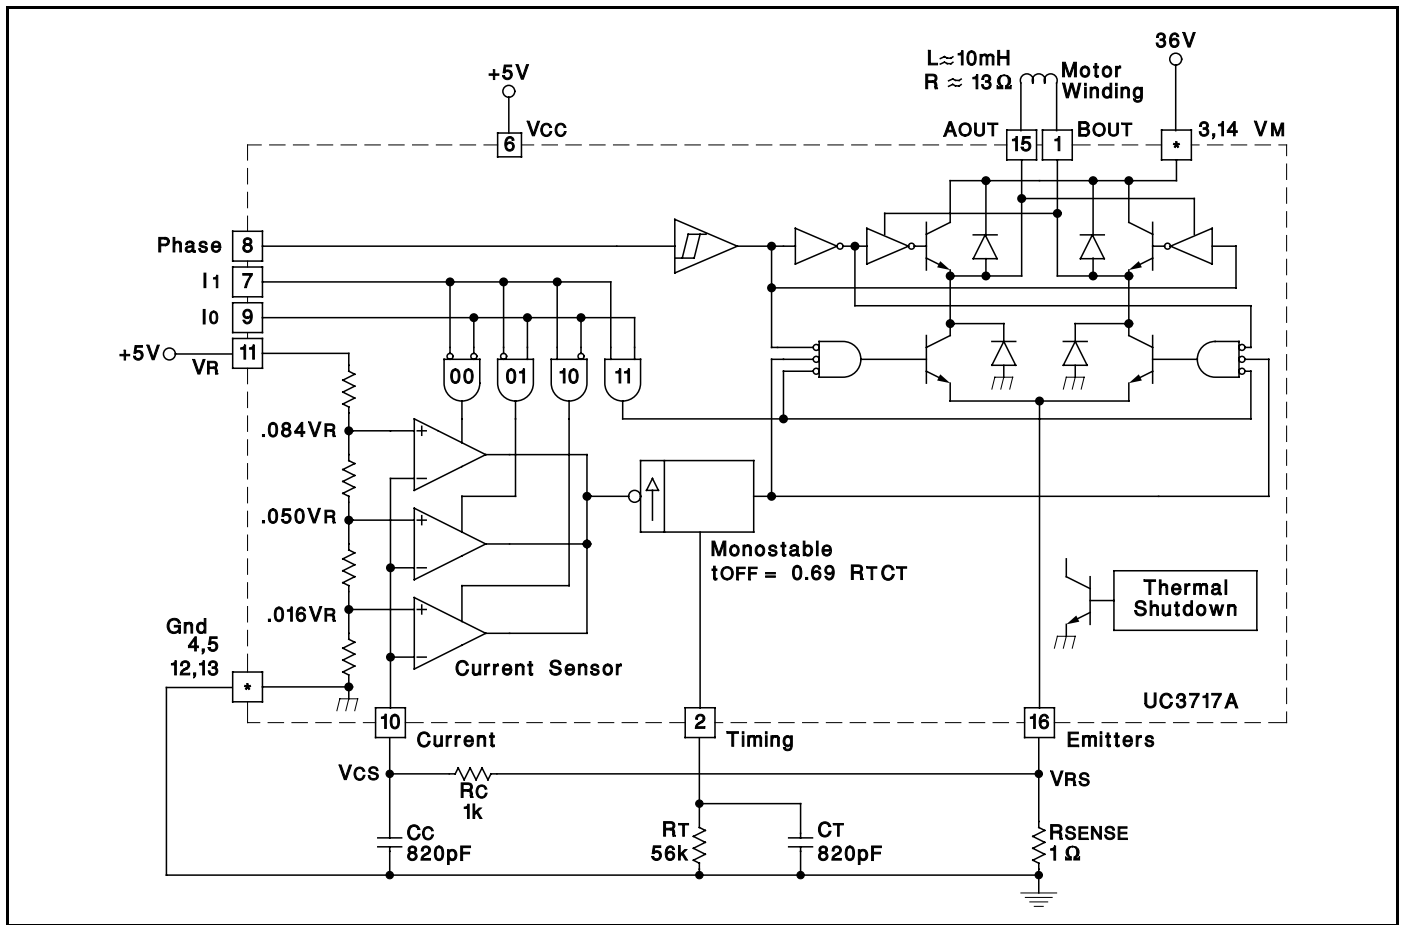 36V
L≈10mH
R ≈ 13Ω
Motor
Winding
+5V
6
VCC
AOUT
15
1
BOUT
*
3,14 VM
Phase
8
I1
7
I0
9
+5V
VR
11
00
01
10
11
.084VR
+
−
.050VR
+
−
.016VR
+
−
Current Sensor
Monostable
tOFF = 0.69 RTCT
Thermal
Shutdown
Gnd
4,5
12,13
*
UC3717A
10
Current
2
Timing
16
Emitters
VCS
RC
1k
VRS
CC
820pF
RT
56k
CT
820pF
RSENSE
1Ω